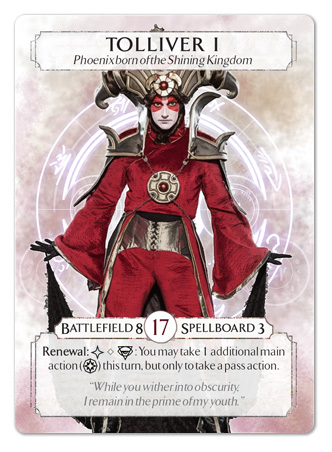 TOLLIVER I
Phoenixborn of the Shining Kingdom
BATTLEFIELD 8 17 SPELLBOARD 3
Renewal: : You may take 1 additional main
action ( ) this turn, but only to take a pass action.
“While you wither into obscurity,
I remain in the prime of my youth.”